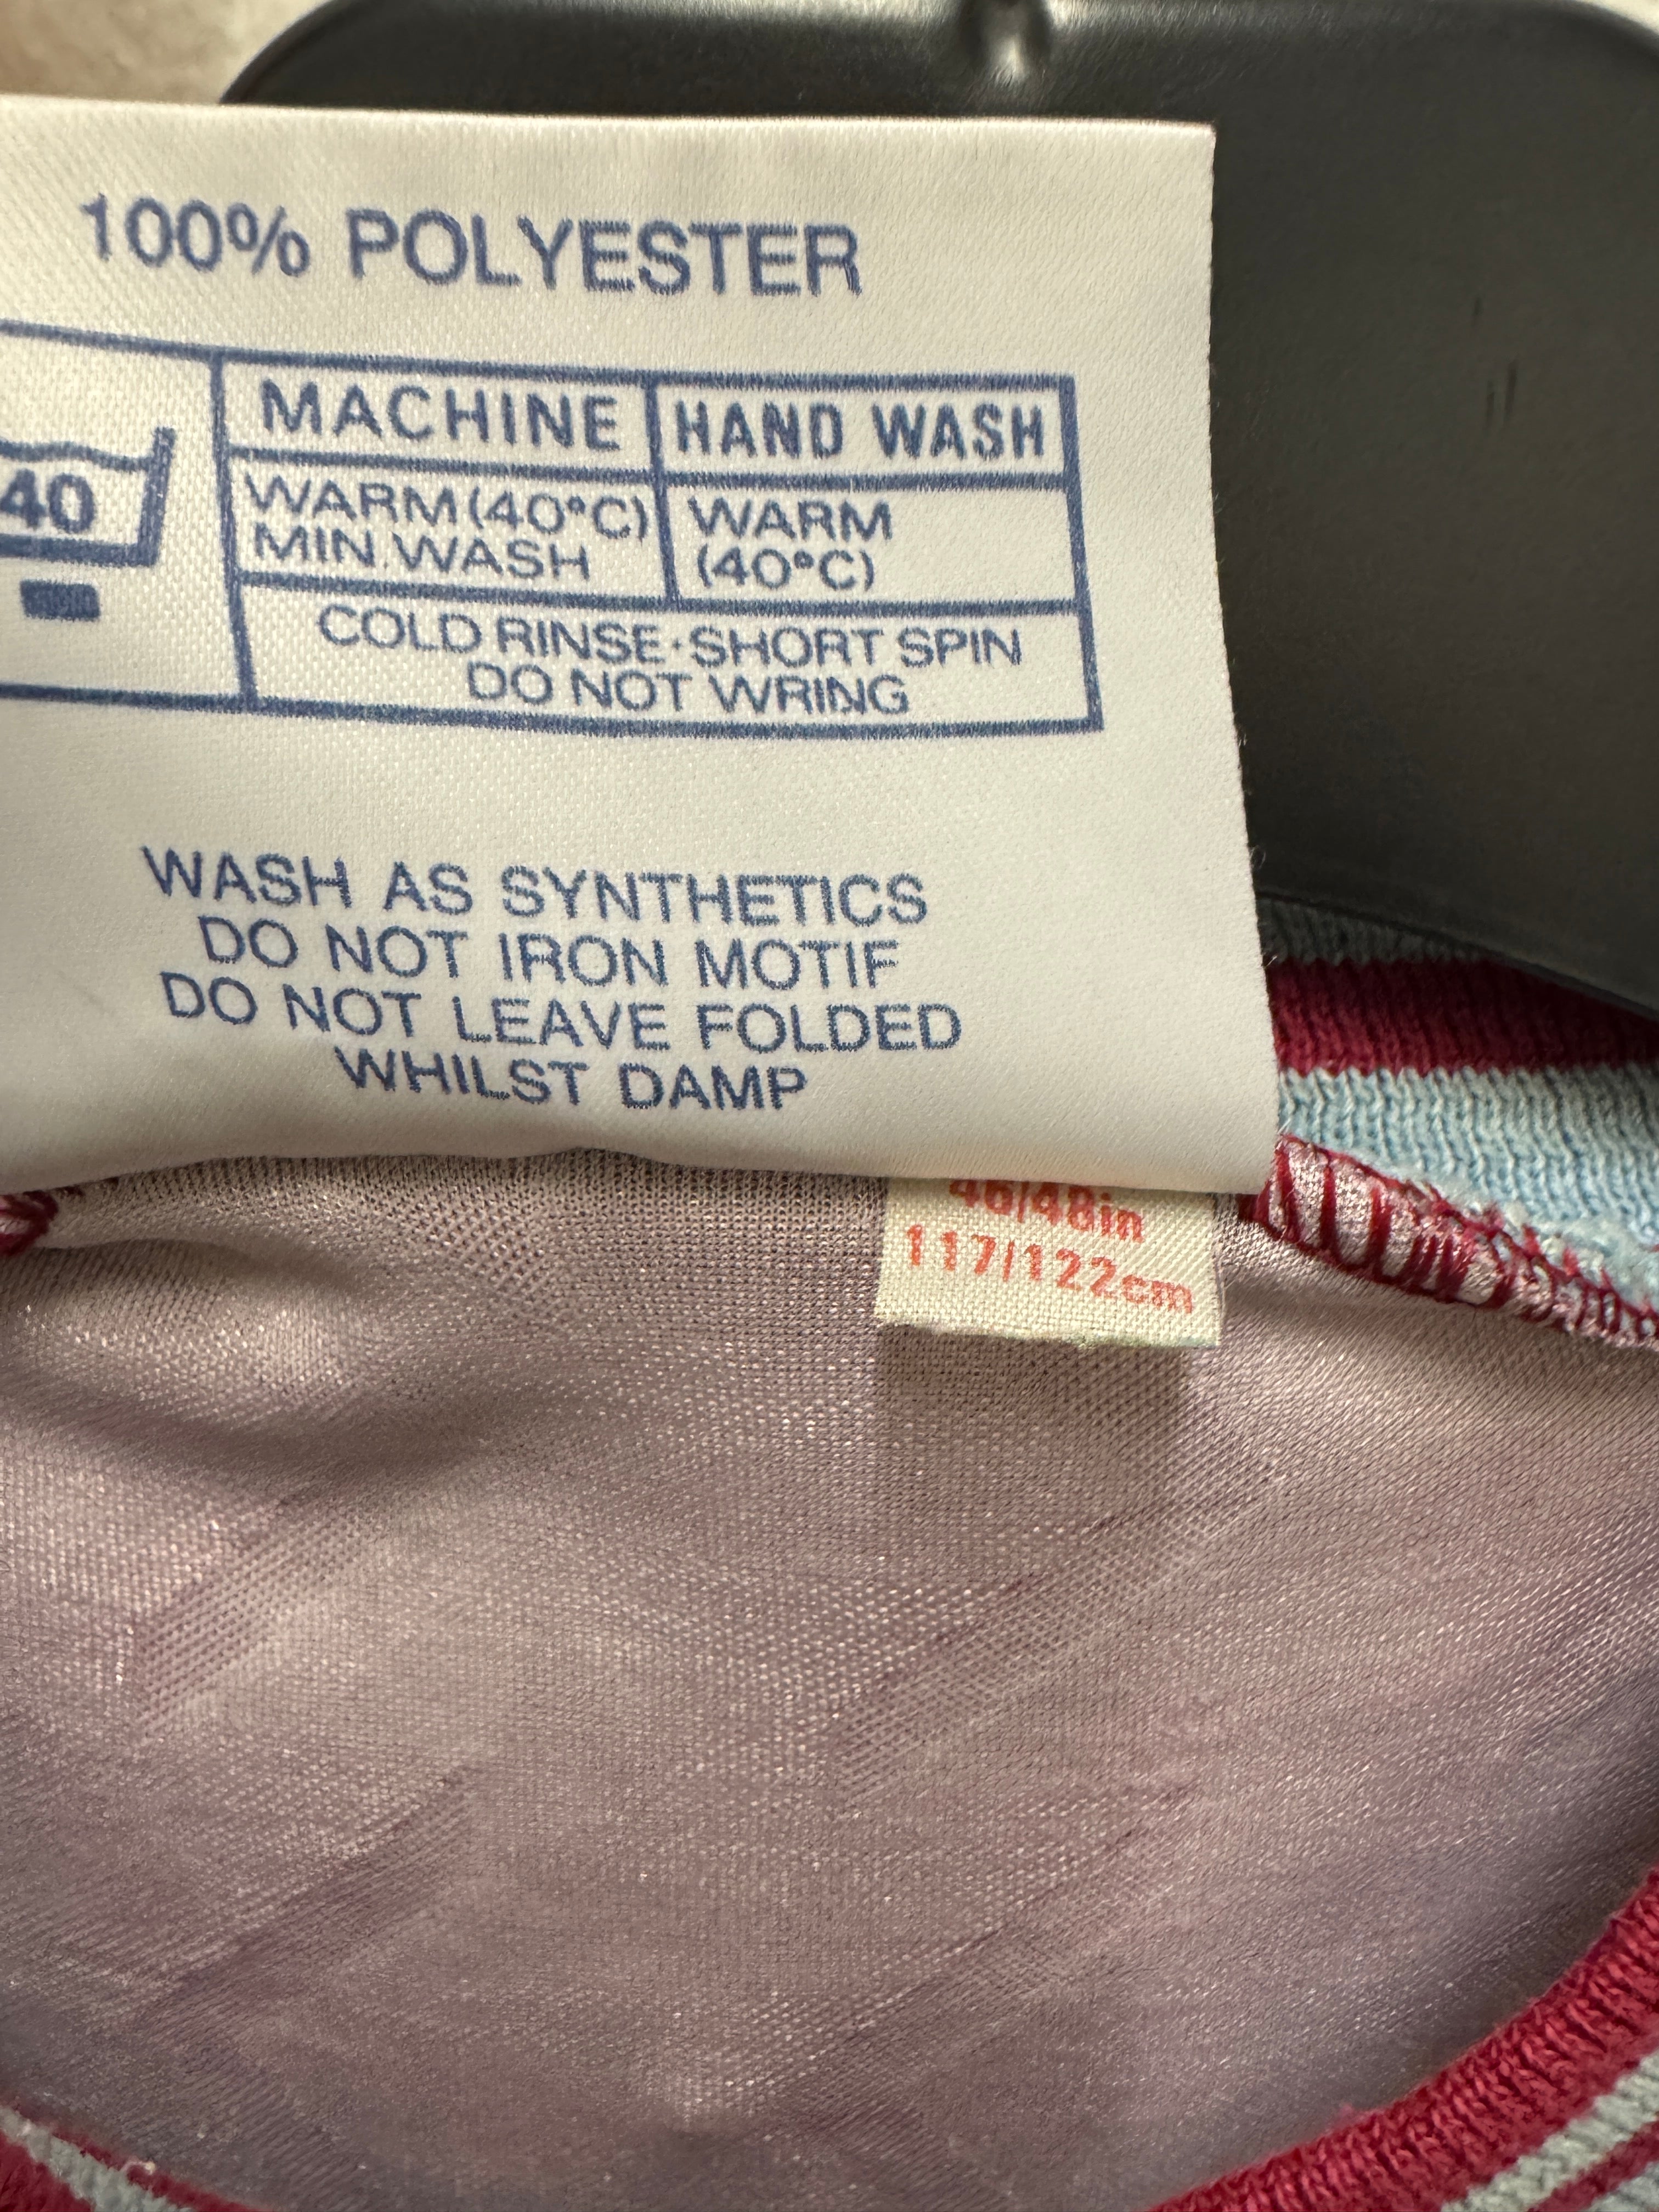 100% POLYESTER
MACHINE HAND WASH
40
WARM (40°C) WARM
MIN. WASH (40°C)
COLD RINSE·SHORT SPIN
DO NOT WRING
WASH AS SYNTHETICS
DO NOT IRON MOTIF
DO NOT LEAVE FOLDED
WHILST DAMP
46/48in
117/122cm